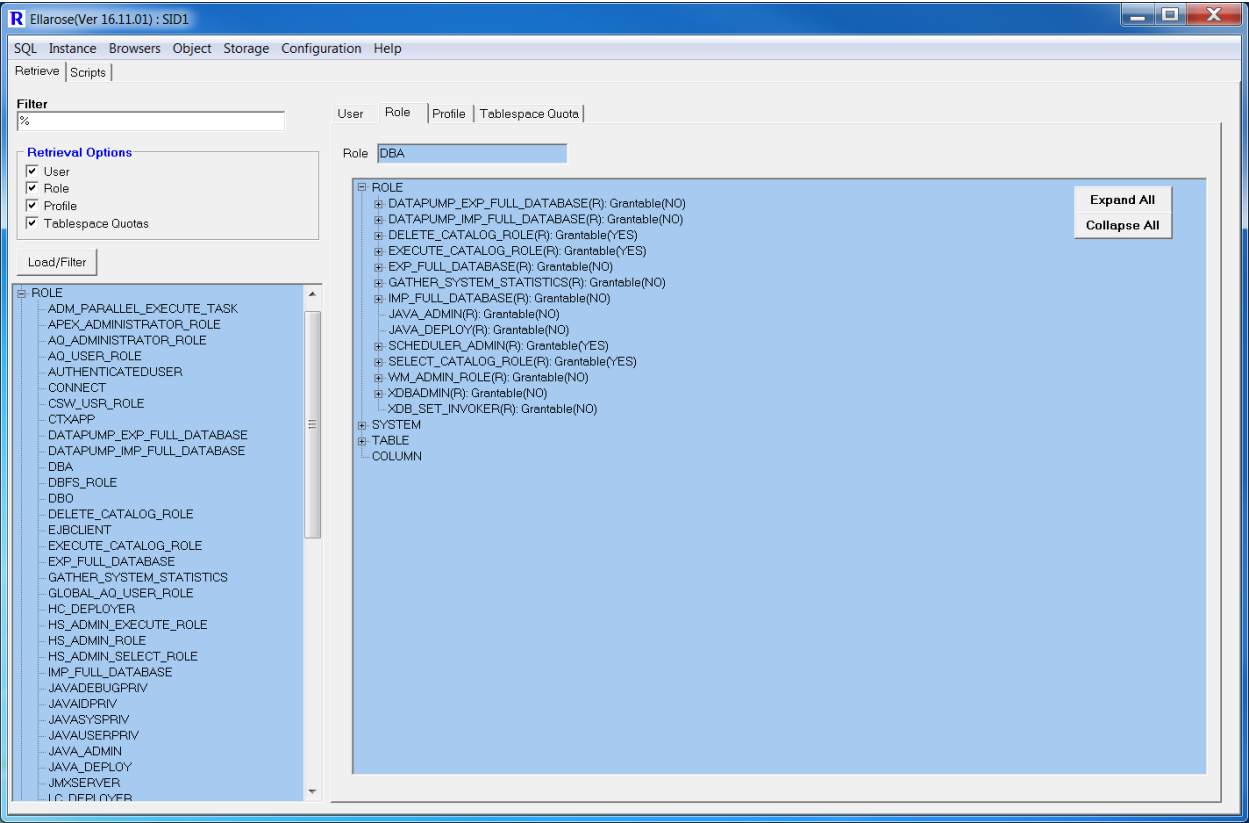 R Ellarose(Ver 16.11.01) : SID1
SQL Instance Browsers Object Storage Configuration Help
Retrieve Scripts
Filter
%
Retrieval Options
User
Role
Profile
Tablespace Quotas
Load/Filter
ROLE
ADM_PARALLEL_EXECUTE_TASK
APEX_ADMINISTRATOR_ROLE
AQ_ADMINISTRATOR_ROLE
AQ_USER_ROLE
AUTHENTICATEDUSER
CONNECT
CSW_USR_ROLE
CTXAPP
DATAPUMP_EXP_FULL_DATABASE
DATAPUMP_IMP_FULL_DATABASE
DBA
DBFS_ROLE
DBO
DELETE_CATALOG_ROLE
EJBCLIENT
EXECUTE_CATALOG_ROLE
EXP_FULL_DATABASE
GATHER_SYSTEM_STATISTICS
GLOBAL_AQ_USER_ROLE
HC_DEPLOYER
HS_ADMIN_EXECUTE_ROLE
HS_ADMIN_ROLE
HS_ADMIN_SELECT_ROLE
IMP_FULL_DATABASE
JAVADEBUGPRIV
JAVAIDPRIV
JAVASYSPRIV
JAVAUSERPRIV
JAVA_ADMIN
JAVA_DEPLOY
JMXSERVER
LC_DEPLOYER
User Role Profile Tablespace Quota
Role DBA
ROLE
DATAPUMP_EXP_FULL_DATABASE(R): Grantable(NO)
DATAPUMP_IMP_FULL_DATABASE(R): Grantable(NO)
DELETE_CATALOG_ROLE(R): Grantable(YES)
EXECUTE_CATALOG_ROLE(R): Grantable(YES)
EXP_FULL_DATABASE(R): Grantable(NO)
GATHER_SYSTEM_STATISTICS(R): Grantable(NO)
IMP_FULL_DATABASE(R): Grantable(NO)
JAVA_ADMIN(R): Grantable(NO)
JAVA_DEPLOY(R): Grantable(NO)
SCHEDULER_ADMIN(R): Grantable(YES)
SELECT_CATALOG_ROLE(R): Grantable(YES)
WM_ADMIN_ROLE(R): Grantable(NO)
XDBADMIN(R): Grantable(NO)
XDB_SET_INVOKER(R): Grantable(NO)
SYSTEM
TABLE
COLUMN
Expand All
Collapse All